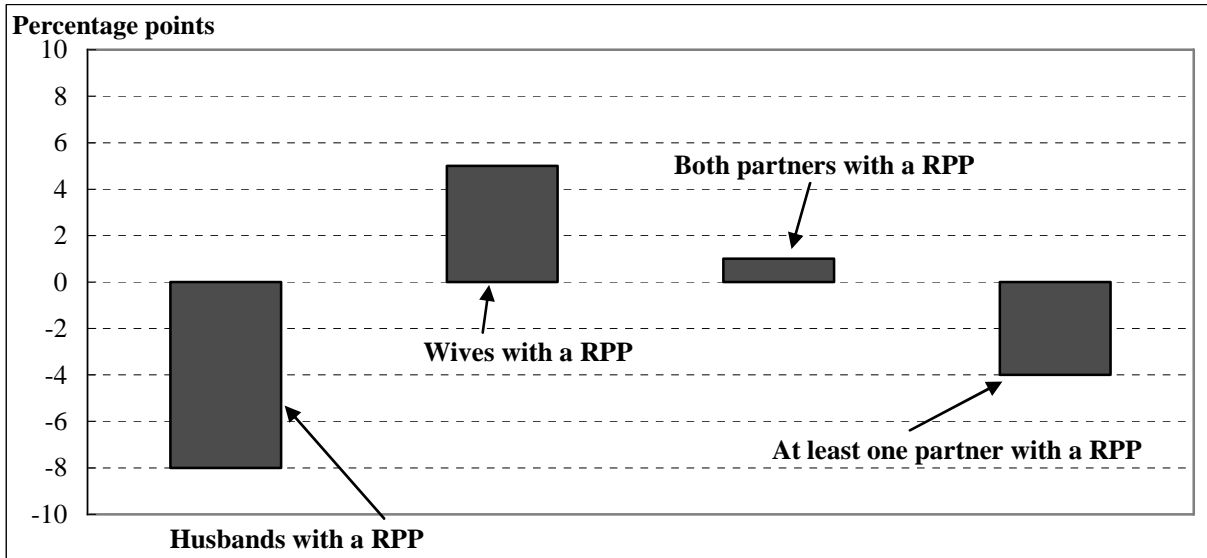 Percentage points
10
8
6
Both partners with a RPP
4
2
0
-2
Wives with a RPP
-4
-6
At least one partner with a RPP
-8
-10
Husbands with a RPP